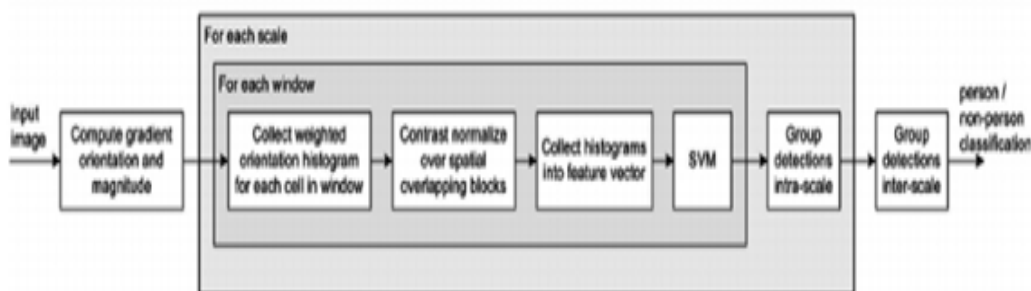 For each scale
For each window
input
image
Compute gradient
orientation and
magnitude
Collect weighted
orientation histogram
for each cell in window
Contrast normalize
over spatial
overlapping blocks
Collect histograms
into feature vector
SVM
Group
detections
intra-scale
Group
detections
inter-scale
person /
non-person
classification